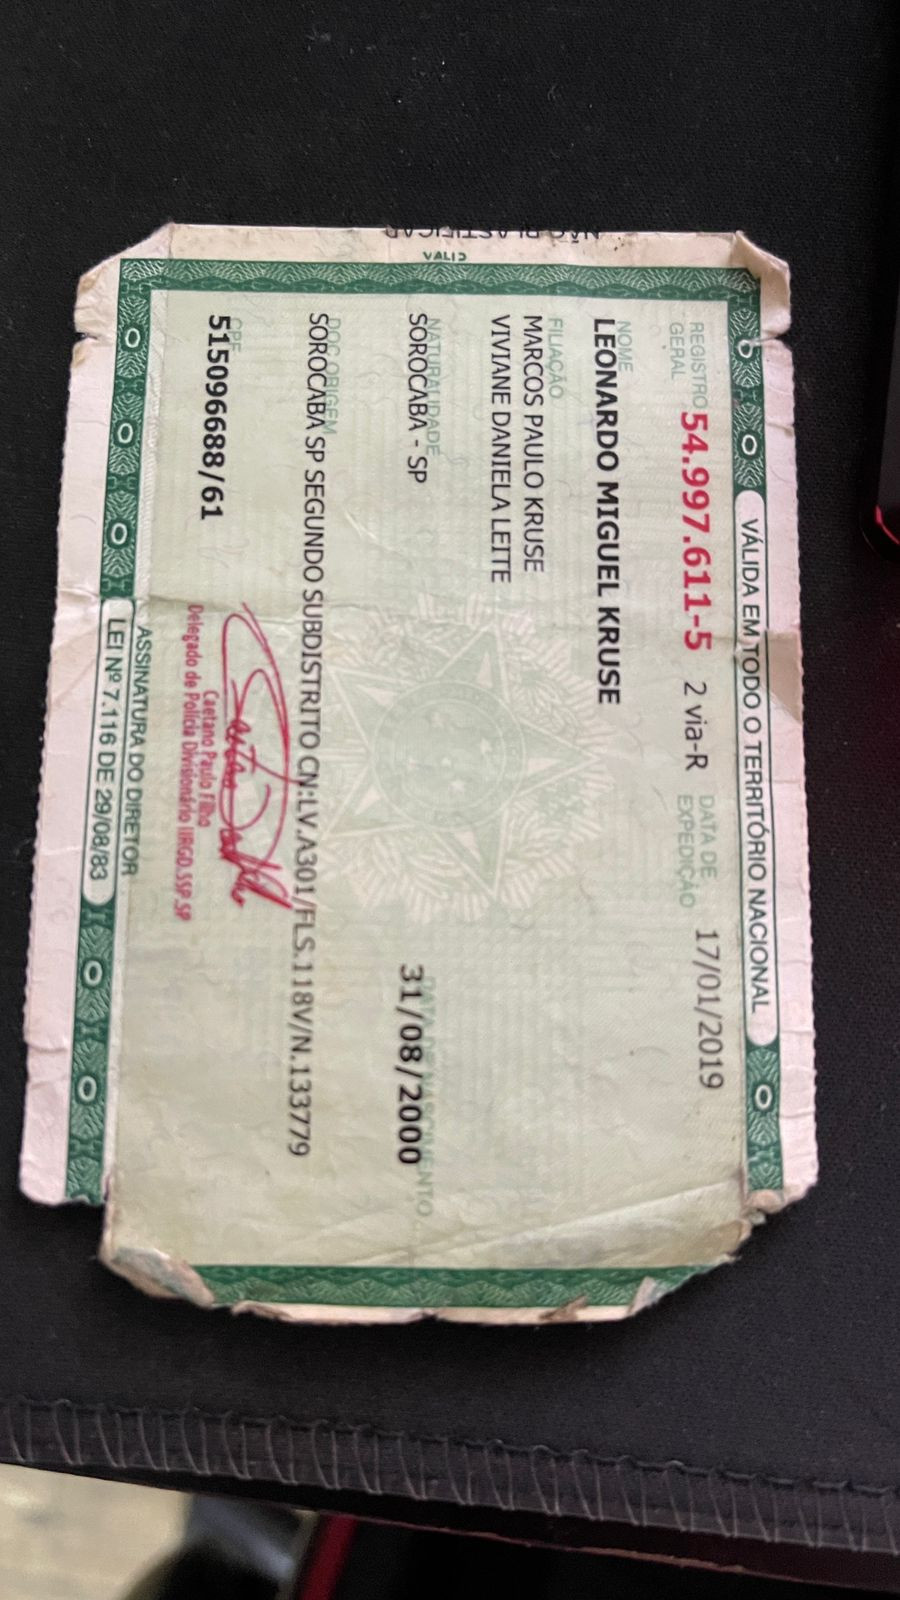 NÃO PLASTIFICAR
VALID
VÁLIDA EM TODO O TERRITÓRIO NACIONAL
REGISTRO GERAL 54.997.611-5 2 via-R DATA DE EXPEDIÇÃO 17/01/2019
NOME
LEONARDO MIGUEL KRUSE
FILIAÇÃO
MARCOS PAULO KRUSE
VIVIANE DANIELA LEITE
NATURALIDADE DATA DE NASCIMENTO
SOROCABA - SP 31/08/2000
DOC ORIGEM
SOROCABA SP SEGUNDO SUBDISTRITO CN:LV.A301/FLS.118V/N.133779
CPF
515096688/61
Caetano Paulo Filho
Delegado de Polícia Divisionário IIRGD.SSP.SP
ASSINATURA DO DIRETOR
LEI Nº 7.116 DE 29/08/83